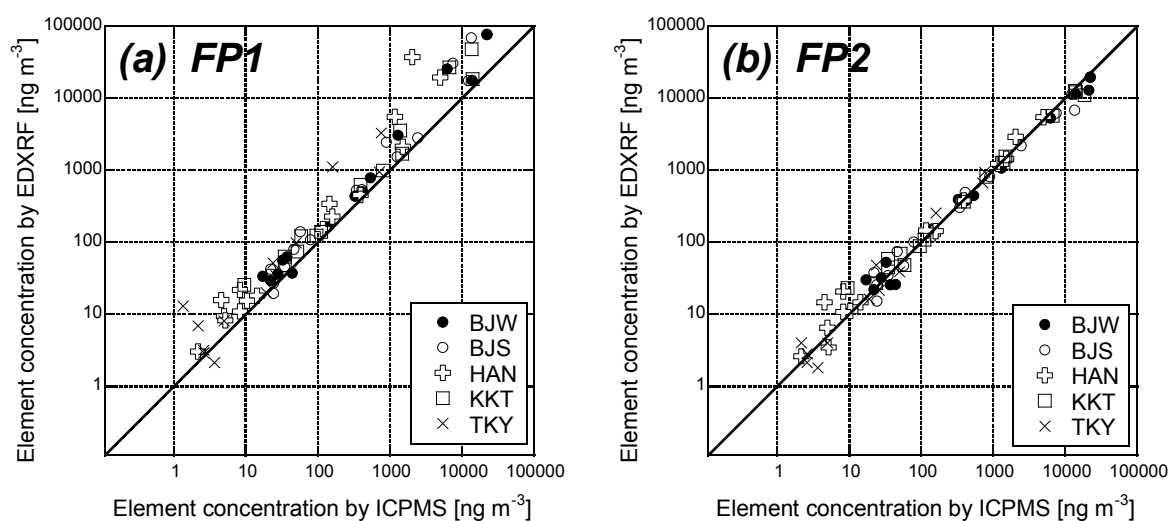 (a) FP1
Element concentration by EDXRF [ng m⁻³]
100000
10000
1000
100
10
1
BJW
BJS
HAN
KKT
TKY
1 10 100 1000 10000 100000
Element concentration by ICPMS [ng m⁻³]
(b) FP2
Element concentration by EDXRF [ng m⁻³]
100000
10000
1000
100
10
1
BJW
BJS
HAN
KKT
TKY
1 10 100 1000 10000 100000
Element concentration by ICPMS [ng m⁻³]